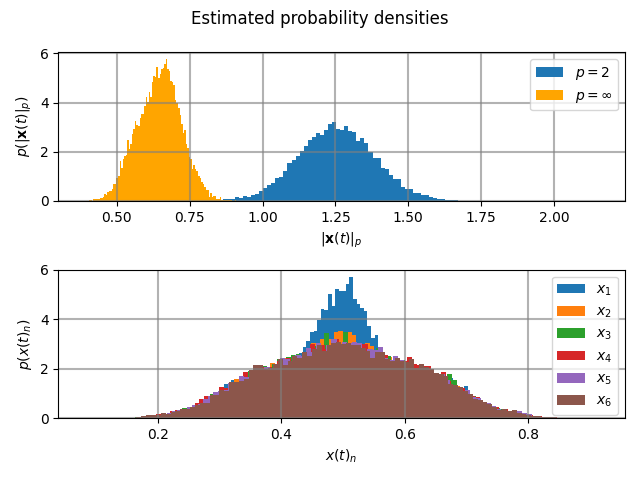 Estimated probability densities
p(|x(t)|ₚ)
6
4
2
0
p = 2
p = ∞
0.50 0.75 1.00 1.25 1.50 1.75 2.00
|x(t)|ₚ
p(x(t)ₙ)
6
4
2
0
x₁
x₂
x₃
x₄
x₅
x₆
0.2 0.4 0.6 0.8
x(t)ₙ